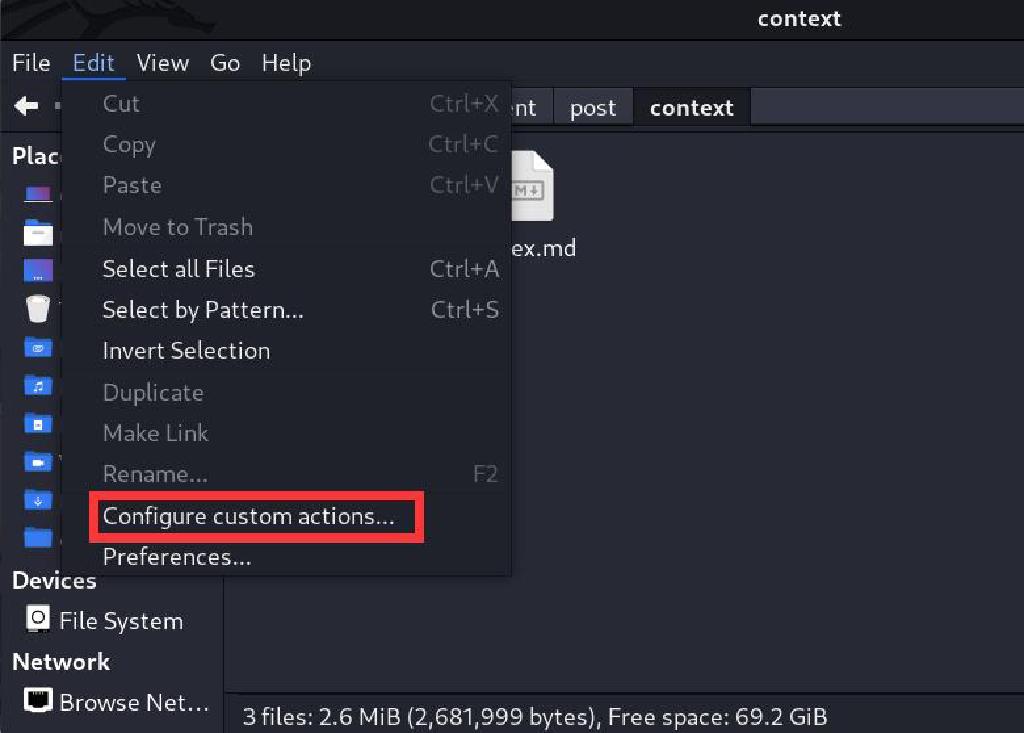 context
File Edit View Go Help
post context
Cut Ctrl+X
Copy Ctrl+C
Paste Ctrl+V
Move to Trash
Select all Files Ctrl+A
Select by Pattern... Ctrl+S
Invert Selection
Duplicate
Make Link
Rename... F2
Configure custom actions...
Preferences...
ex.md
Devices
File System
Network
Browse Net...
3 files: 2.6 MiB (2,681,999 bytes), Free space: 69.2 GiB